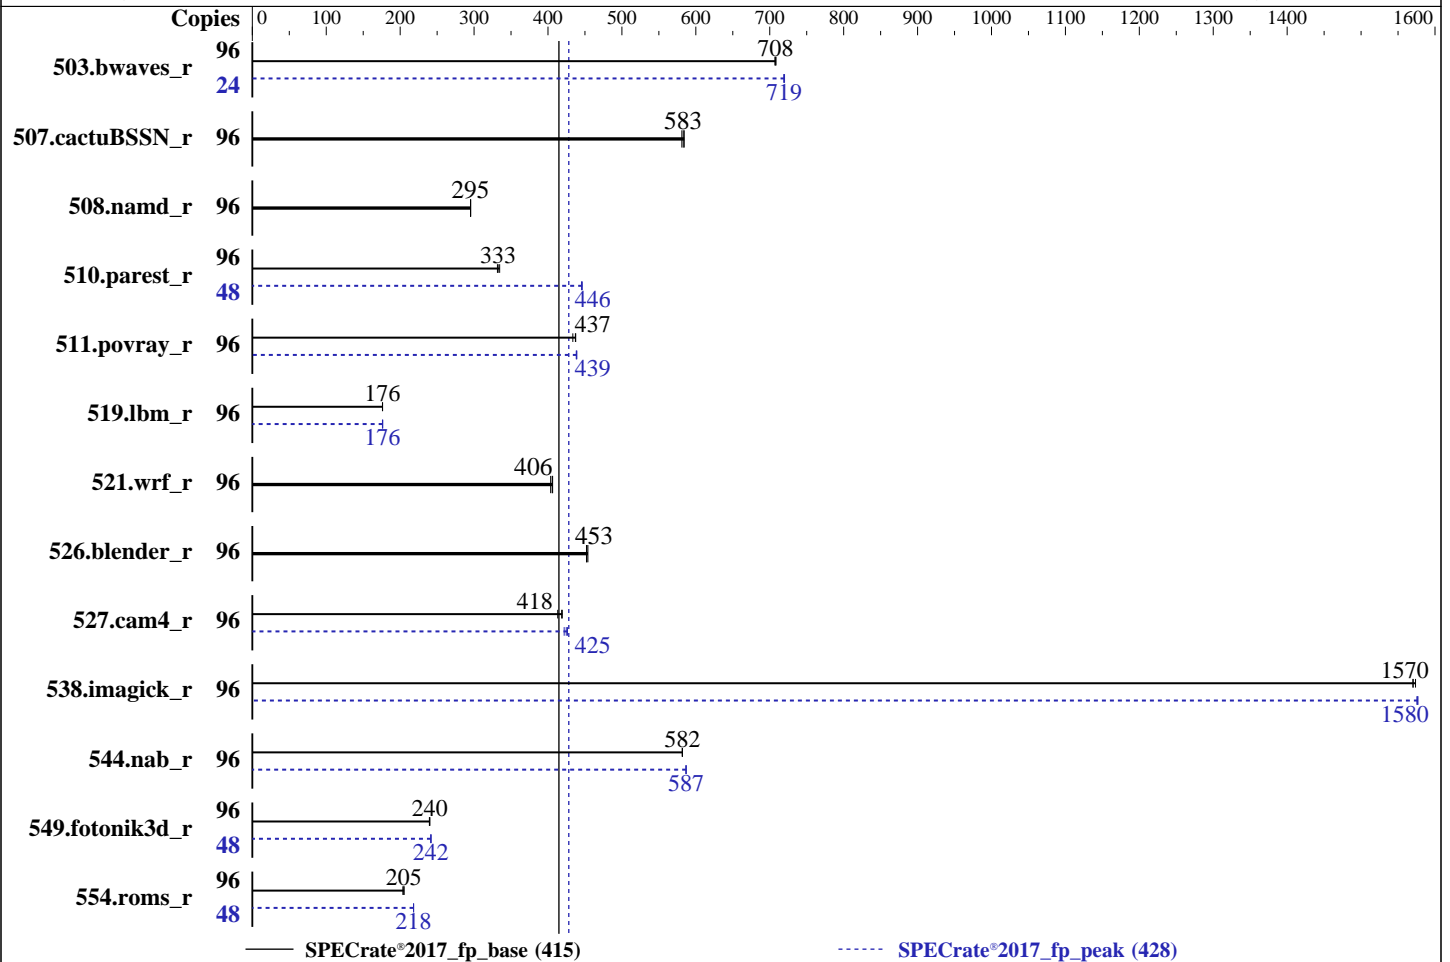 Copies 0 100 200 300 400 500 600 700 800 900 1000 1100 1200 1300 1400 1600
503.bwaves_r 96 708
24 719
507.cactuBSSN_r 96 583
508.namd_r 96 295
510.parest_r 96 333
48 446
511.povray_r 96 437
439
519.lbm_r 96 176
176
521.wrf_r 96 406
526.blender_r 96 453
527.cam4_r 96 418
425
538.imagick_r 96 1570
1580
544.nab_r 96 582
587
549.fotonik3d_r 96 240
48 242
554.roms_r 96 205
48 218
SPECrate®2017_fp_base (415) SPECrate®2017_fp_peak (428)